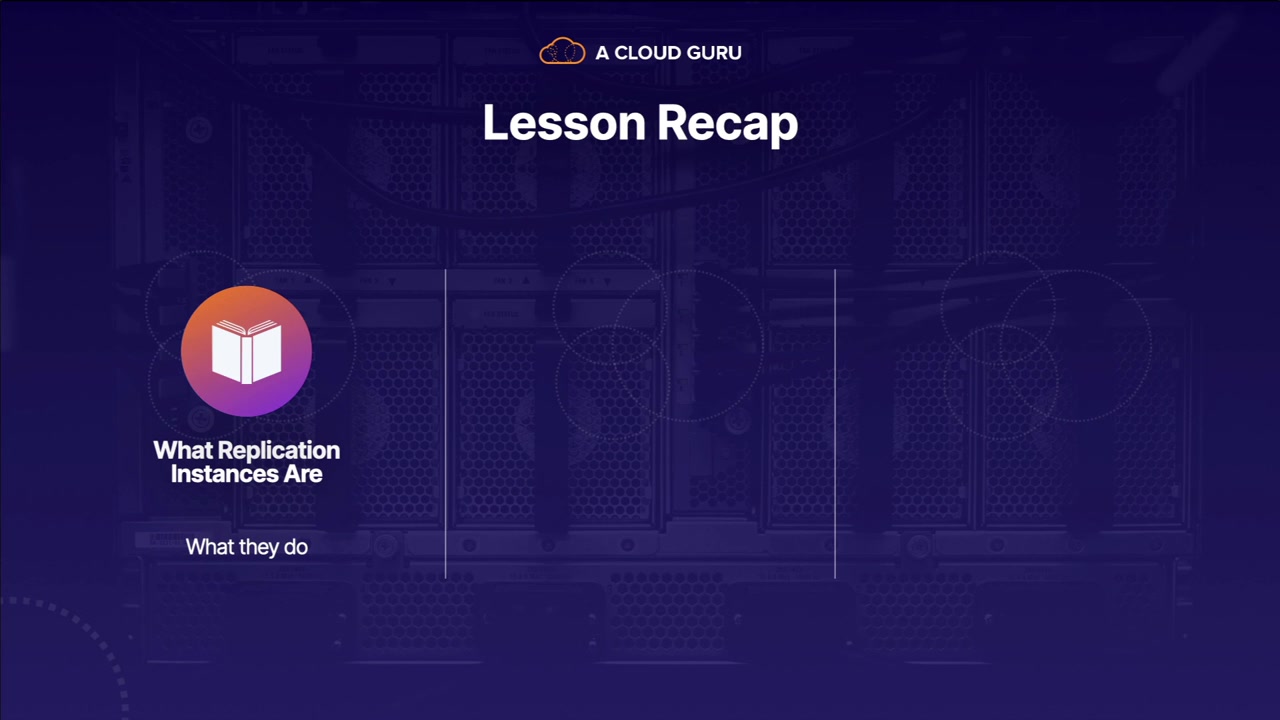 A CLOUD GURU
Lesson Recap
What Replication
Instances Are
What they do